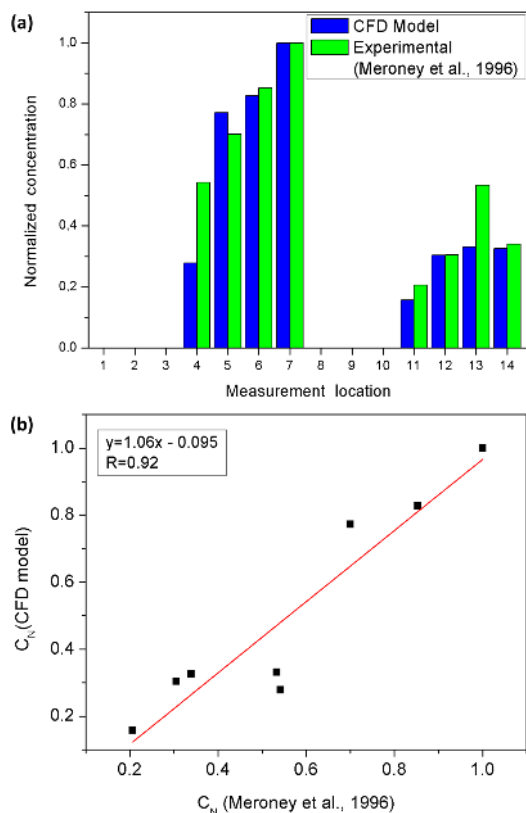 (a)
CFD Model
Experimental
(Meroney et al., 1996)
Normalized concentration
1.0
0.8
0.6
0.4
0.2
0.0
1 2 3 4 5 6 7 8 9 10 11 12 13 14
Measurement location
(b)
y=1.06x - 0.095
R=0.92
C_N(CFD model)
1.0
0.8
0.6
0.4
0.2
0.2 0.4 0.6 0.8 1.0
C_N (Meroney et al., 1996)